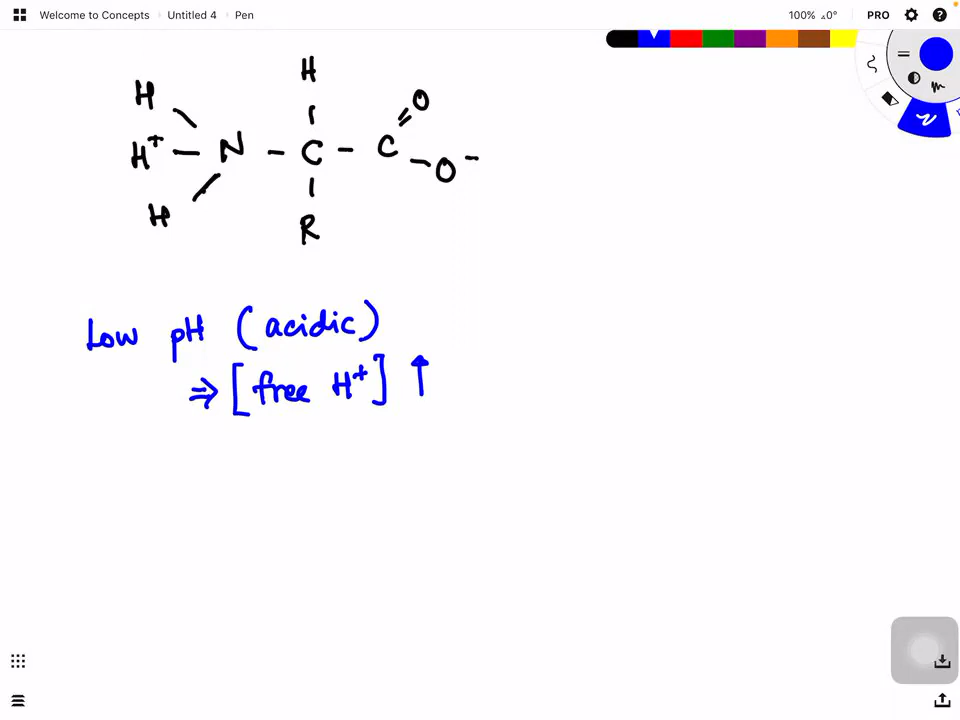 Welcome to Concepts › Untitled 4 › Pen
100% ⊿0° PRO
H
H O
H⁺ — N — C — C
O⁻
H
R
Low pH (acidic)
⇒ [free H⁺] ↑